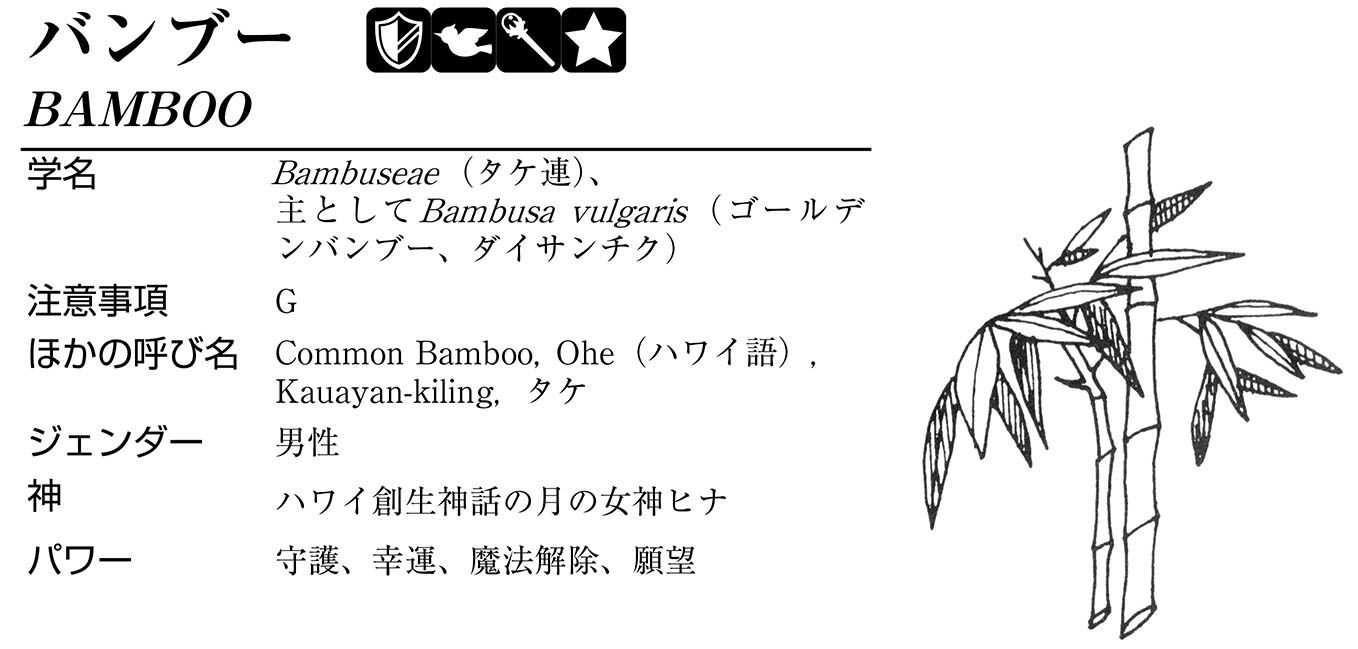 バンブー
BAMBOO
学名 Bambuseae（タケ連）、
主としてBambusa vulgaris（ゴールデ
ンバンブー、ダイサンチク）
注意事項 G
ほかの呼び名 Common Bamboo, Ohe（ハワイ語）,
Kauayan-kiling, タケ
ジェンダー 男性
神 ハワイ創生神話の月の女神ヒナ
パワー 守護、幸運、魔法解除、願望